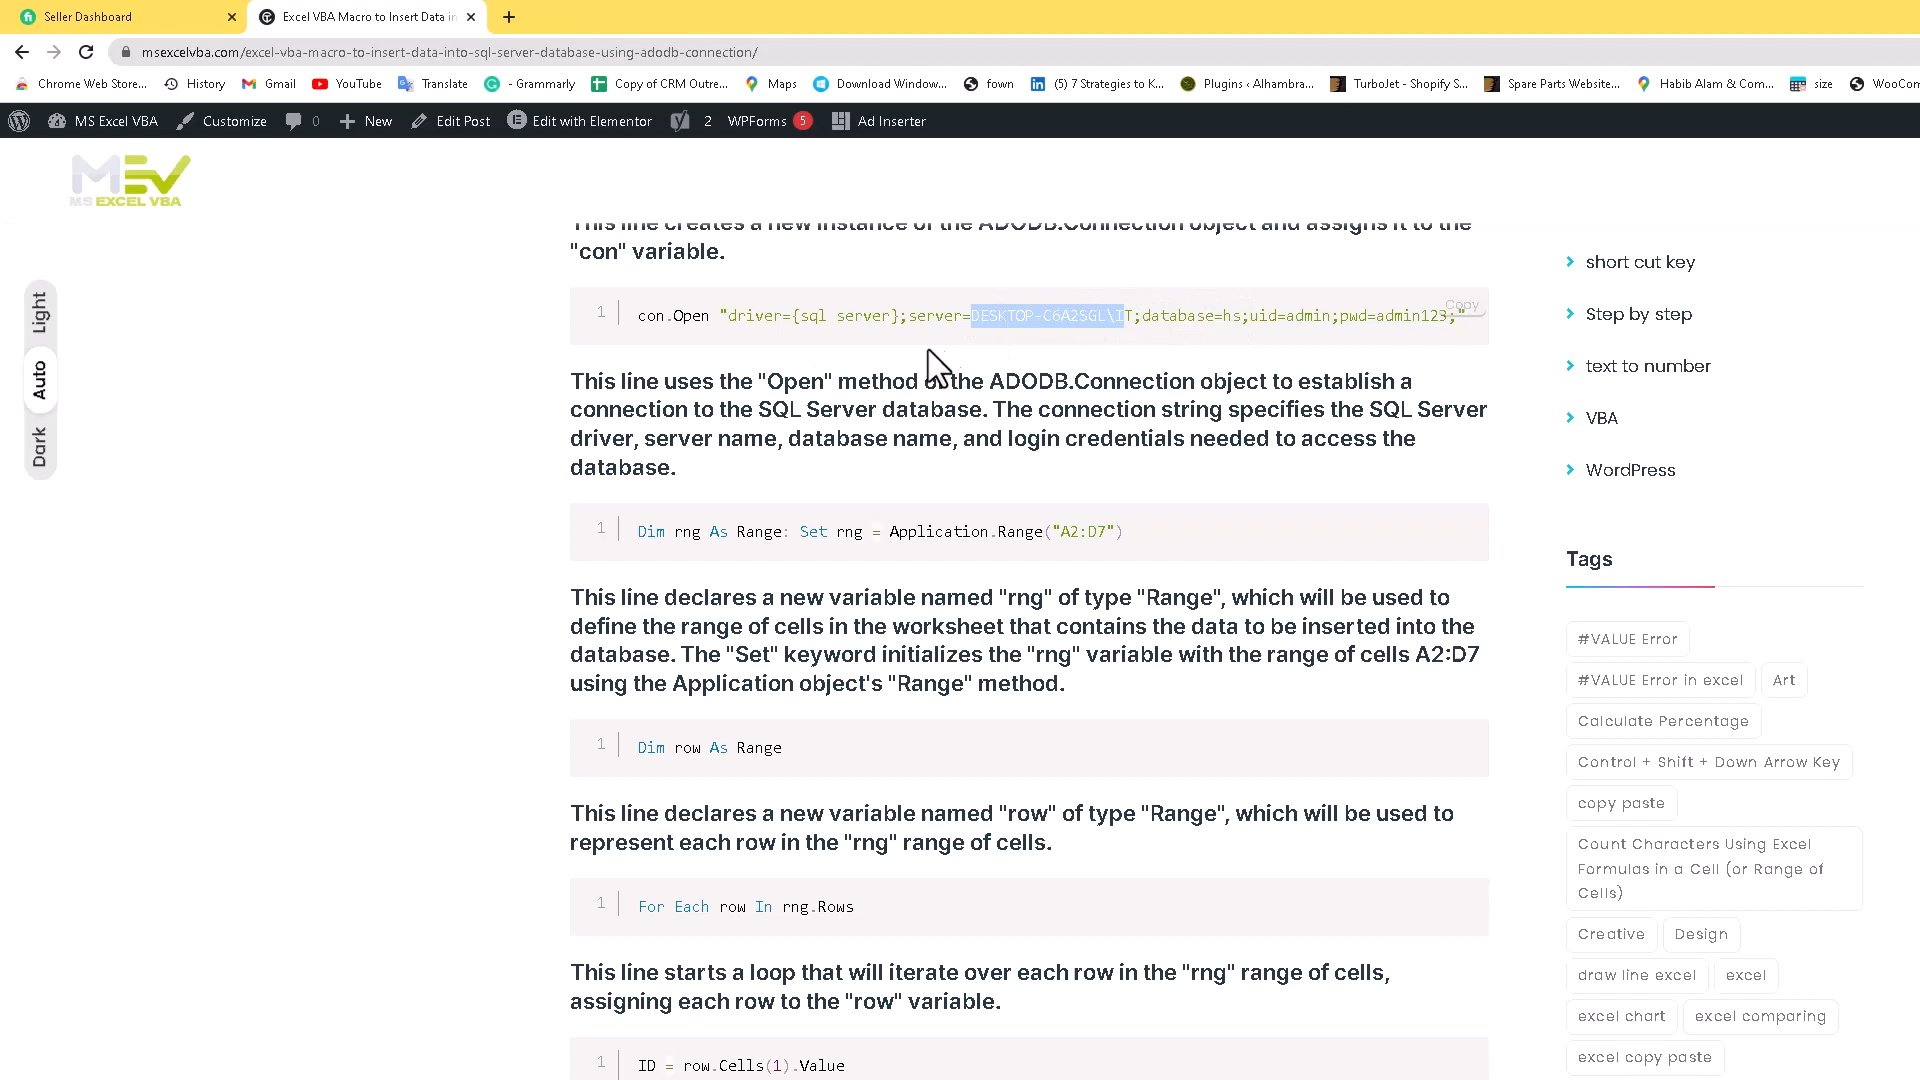 Seller Dashboard
Excel VBA Macro to Insert Data in
msexcelvba.com/excel-vba-macro-to-insert-data-into-sql-server-database-using-adodb-connection/
Chrome Web Store... History Gmail YouTube Translate - Grammarly Copy of CRM Outre... Maps Download Window... fown (5) 7 Strategies to K... Plugins ‹ Alhambra... TurboJet - Shopify S... Spare Parts Website... Habib Alam & Com... size WooCom
MS Excel VBA Customize 0 New Edit Post Edit with Elementor 2 WPForms 5 Ad Inserter
MEV
MS EXCEL VBA
Light
Auto
Dark
This line creates a new instance of the ADODB.Connection object and assigns it to the
"con" variable.
Copy
1 con.Open "driver={sql server};server=DESKTOP-C6A2SGL\IT;database=hs;uid=admin;pwd=admin123;"
This line uses the "Open" method the ADODB.Connection object to establish a
connection to the SQL Server database. The connection string specifies the SQL Server
driver, server name, database name, and login credentials needed to access the
database.
1 Dim rng As Range: Set rng = Application.Range("A2:D7")
This line declares a new variable named "rng" of type "Range", which will be used to
define the range of cells in the worksheet that contains the data to be inserted into the
database. The "Set" keyword initializes the "rng" variable with the range of cells A2:D7
using the Application object's "Range" method.
1 Dim row As Range
This line declares a new variable named "row" of type "Range", which will be used to
represent each row in the "rng" range of cells.
1 For Each row In rng.Rows
This line starts a loop that will iterate over each row in the "rng" range of cells,
assigning each row to the "row" variable.
1 ID = row.Cells(1).Value
short cut key
Step by step
text to number
VBA
WordPress
Tags
#VALUE Error
#VALUE Error in excel Art
Calculate Percentage
Control + Shift + Down Arrow Key
copy paste
Count Characters Using Excel
Formulas in a Cell (or Range of
Cells)
Creative Design
draw line excel excel
excel chart excel comparing
excel copy paste